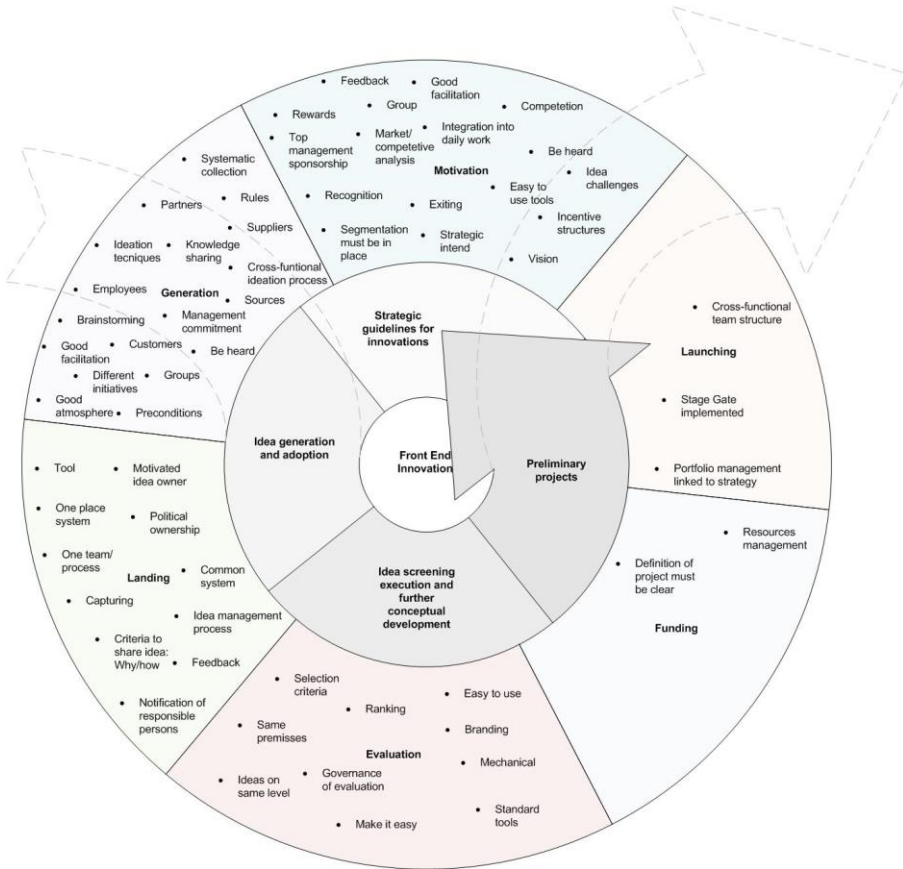 Feedback
Good
facilitation
Group
Competetion
Rewards
Top
management
sponsorship
Market/
competetive
analysis
Integration into
daily work
Be heard
Motivation
Idea
challenges
Recognition
Exiting
Easy to
use tools
Incentive
structures
Segmentation
must be in
place
Strategic
intend
Vision
Systematic
collection
Partners
Rules
Suppliers
Ideation
tecniques
Knowledge
sharing
Cross-funtional
ideation process
Employees
Generation
Sources
Brainstorming
Management
commitment
Good
facilitation
Customers
Be heard
Different
initiatives
Groups
Good
atmosphere
Preconditions
Strategic
guidelines for
innovations
Idea generation
and adoption
Front End
Innovation
Preliminary
projects
Idea screening
execution and
further
conceptual
development
Cross-functional
team structure
Launching
Stage Gate
implemented
Portfolio management
linked to strategy
Tool
Motivated
idea owner
One place
system
Political
ownership
One team/
process
Landing
Common
system
Capturing
Idea management
process
Criteria to
share idea:
Why/how
Feedback
Notification of
responsible
persons
Resources
management
Definition of
project must
be clear
Funding
Selection
criteria
Ranking
Easy to use
Same
premisses
Branding
Evaluation
Mechanical
Ideas on
same level
Governance
of evaluation
Standard
tools
Make it easy